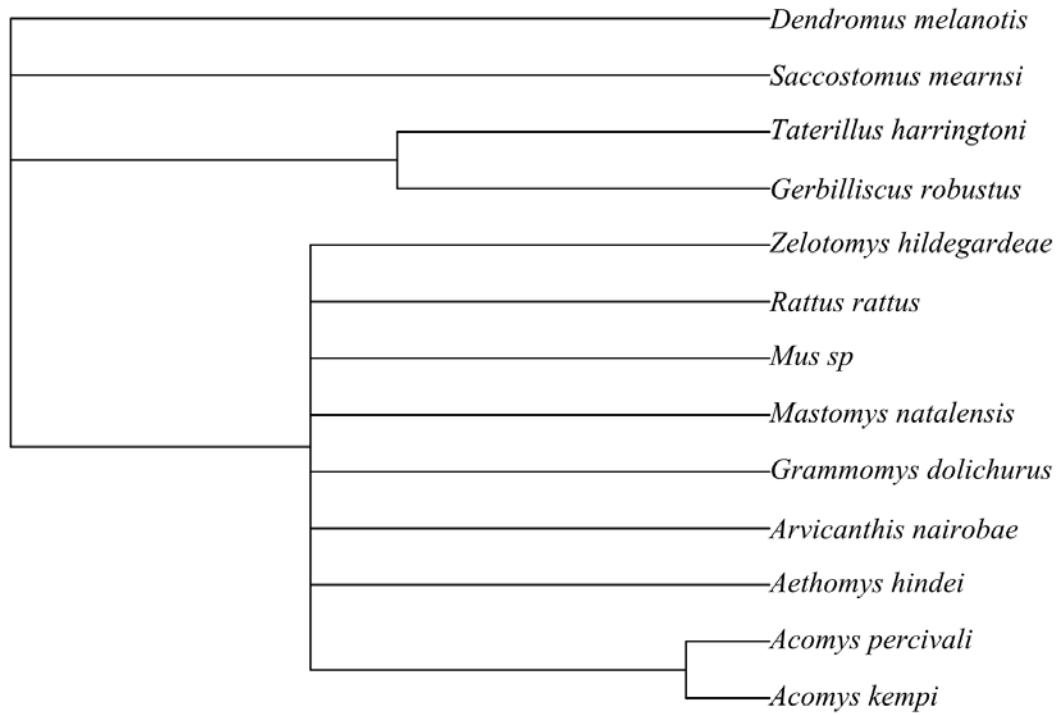 Dendromus melanotis
Saccostomus mearnsi
Taterillus harringtoni
Gerbilliscus robustus
Zelotomys hildegardeae
Rattus rattus
Mus sp
Mastomys natalensis
Grammomys dolichurus
Arvicanthis nairobae
Aethomys hindei
Acomys percivali
Acomys kempi